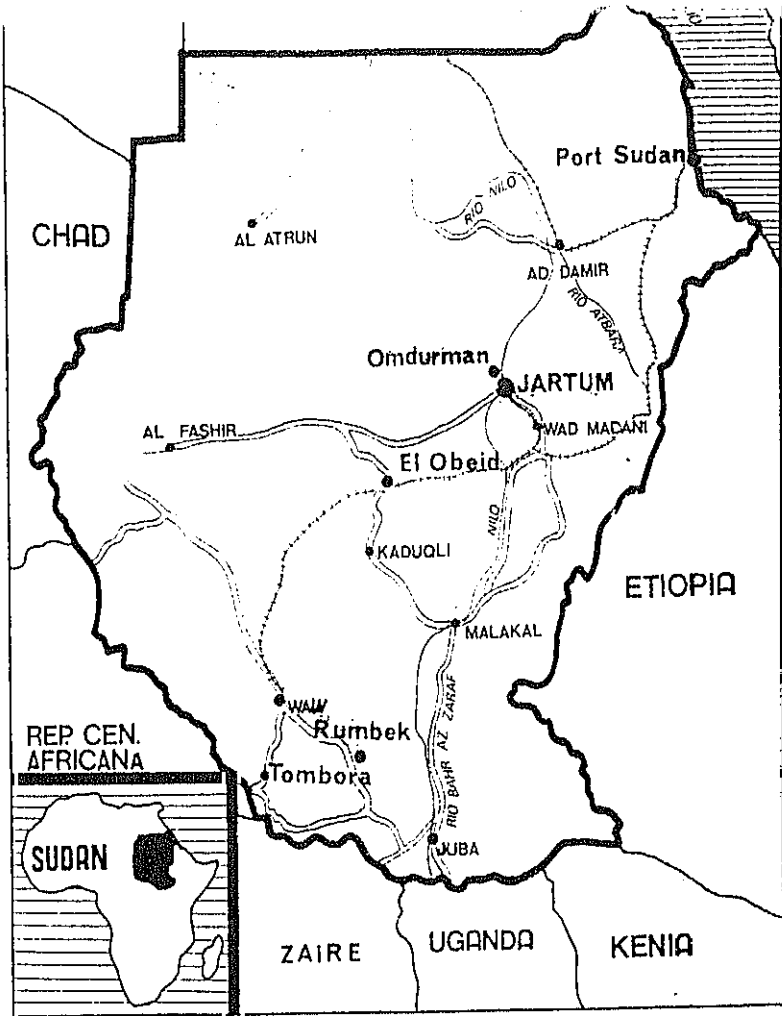 Port Sudan
RIO NILO
CHAD
AL ATRUN
AD DAMIR
RIO ATBARA
Omdurman
JARTUM
AL FASHIR
WAD MADANI
El Obeid
NILO
KADUQLI
ETIOPIA
MALAKAL
RIO BAHR AZ ZARAF
WAW
Rumbek
REP. CEN.
AFRICANA
Tombora
JUBA
SUDAN
ZAIRE
UGANDA
KENIA